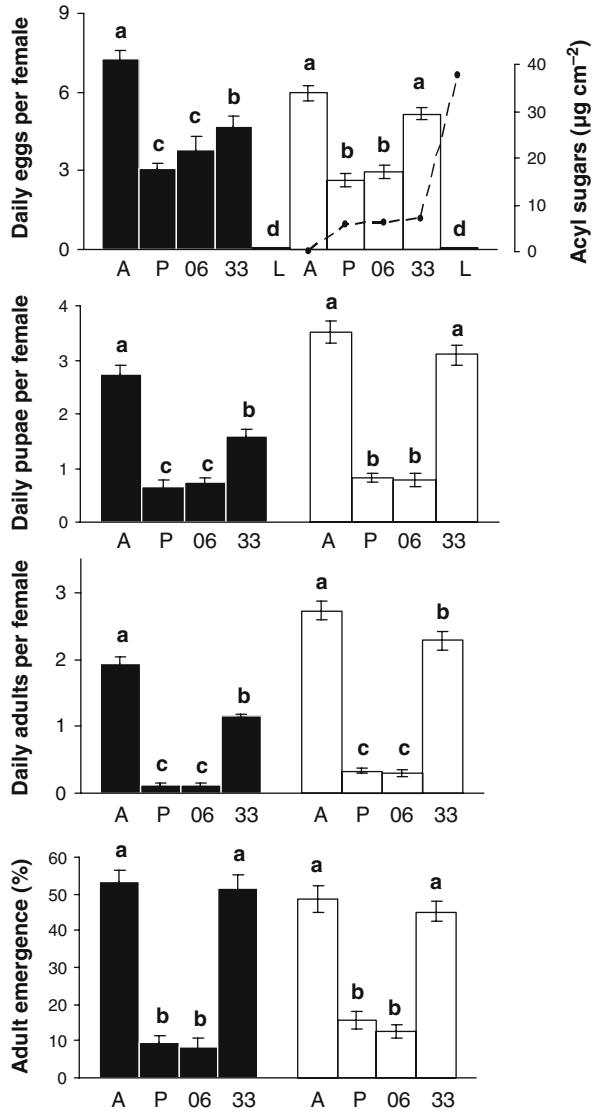 Daily eggs per female
9
6
3
0
a
c
c
b
d
a
b
b
a
d
A P 06 33 L A P 06 33 L
40
30
20
10
0
Acyl sugars (µg cm−2)
Daily pupae per female
4
3
2
1
0
a
c
c
b
a
b
b
a
A P 06 33 A P 06 33
Daily adults per female
3
2
1
0
a
c
c
b
a
c
c
b
A P 06 33 A P 06 33
Adult emergence (%)
60
50
40
30
20
10
0
a
b
b
a
a
b
b
a
A P 06 33 A P 06 33